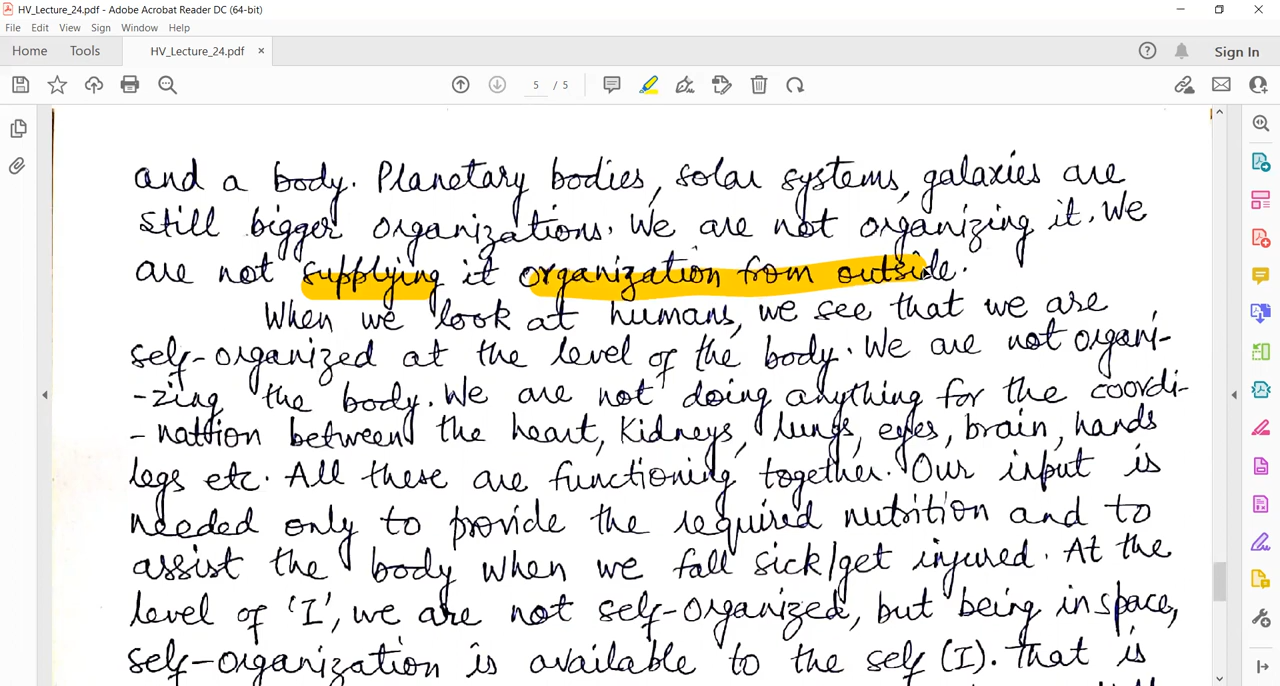 HV_Lecture_24.pdf - Adobe Acrobat Reader DC (64-bit)
File Edit View Sign Window Help
Home Tools HV_Lecture_24.pdf × Sign In
5 / 5
and a body. Planetary bodies, solar systems, galaxies are
still bigger organizations. We are not organizing it. We
are not supplying it organization from outside.
When we look at humans, we see that we are
self-organized at the level of the body. We are not organi-
-zing the body. We are not doing anything for the coordi-
-nattion between the heart, Kidneys, lungs, eyes, brain, hands
legs etc. All these are functioning together. Our input is
needed only to provide the required nutrition and to
assist the body when we fall sick/get injured. At the
level of 'I', we are not self-organized, but being in space,
self-organization is available to the self (I). That is